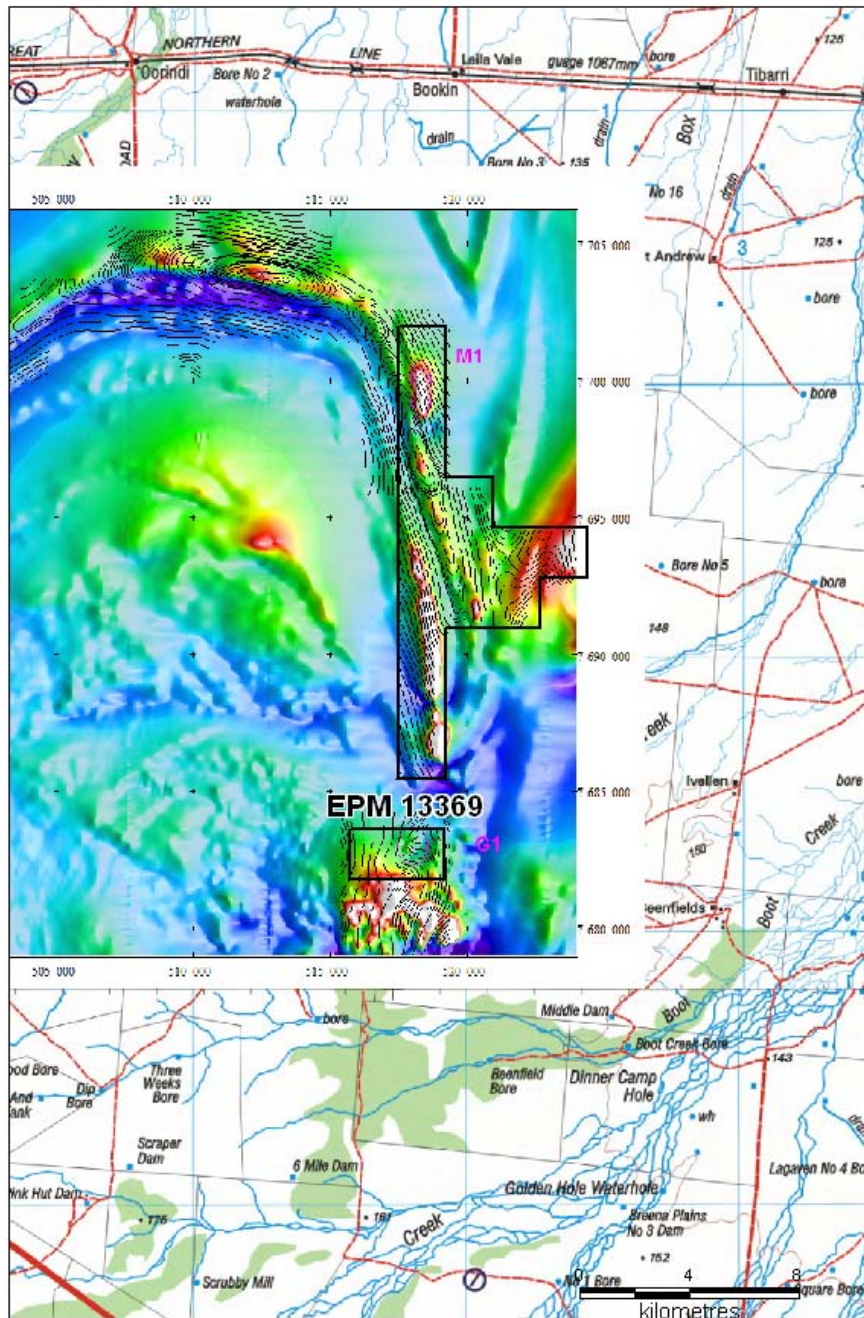 NORTHERN
LINE
Leila Vale
guage 1067mm
bore
125
Oorindi
Bore No 2
Bookin
Tibarri
waterhole
drain
Bore No 3
135
Box
drain
drain
No 16
505 000
510 000
515 000
520 000
7 705 000
3
125
t Andrew
bore
M1
7 700 000
bore
7 695 000
Bore No 5
bore
148
7 690 000
Ivellen
bore
7 685 000
EPM 13369
Creek
G1
150
Boot
7 680 000
505 000
510 000
515 000
520 000
bore
Middle Dam
Boot
Boot Creek Bore
143
ood Bore
Three
Weeks
Bore
Dip
Bore
Beenfield
Bore
Dinner Camp
Hole
And
wh
Scraper
Dam
6 Mile Dam
Lagaven No 4 Bo
Golden Hole Waterhole
ink Hut Dam
176
161
Creek
Breena Plains
No 3 Dam
152
Scrubby Mill
No 1 Bore
Square Bore
0 4 8
kilometres